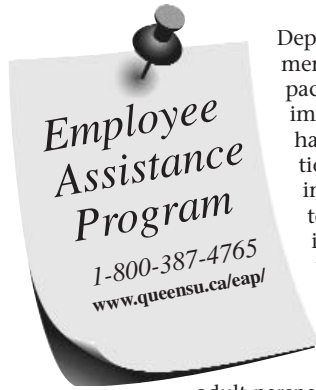 Employee
Assistance
Program
1-800-387-4765
www.queensu.ca/eap/